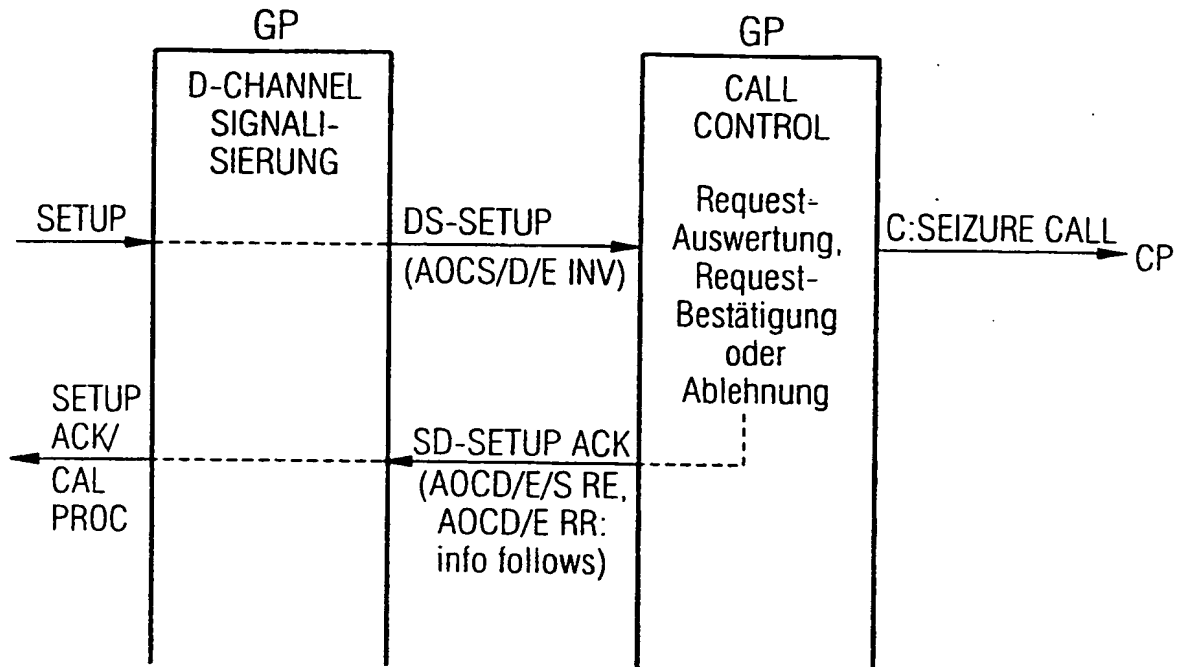 GP
D-CHANNEL
SIGNALI-
SIERUNG
GP
CALL
CONTROL
Request-
Auswertung,
Request-
Bestätigung
oder
Ablehnung
SETUP
DS-SETUP
(AOCS/D/E INV)
C:SEIZURE CALL
CP
SETUP
ACK/
CAL
PROC
SD-SETUP ACK
(AOCD/E/S RE,
AOCD/E RR:
info follows)